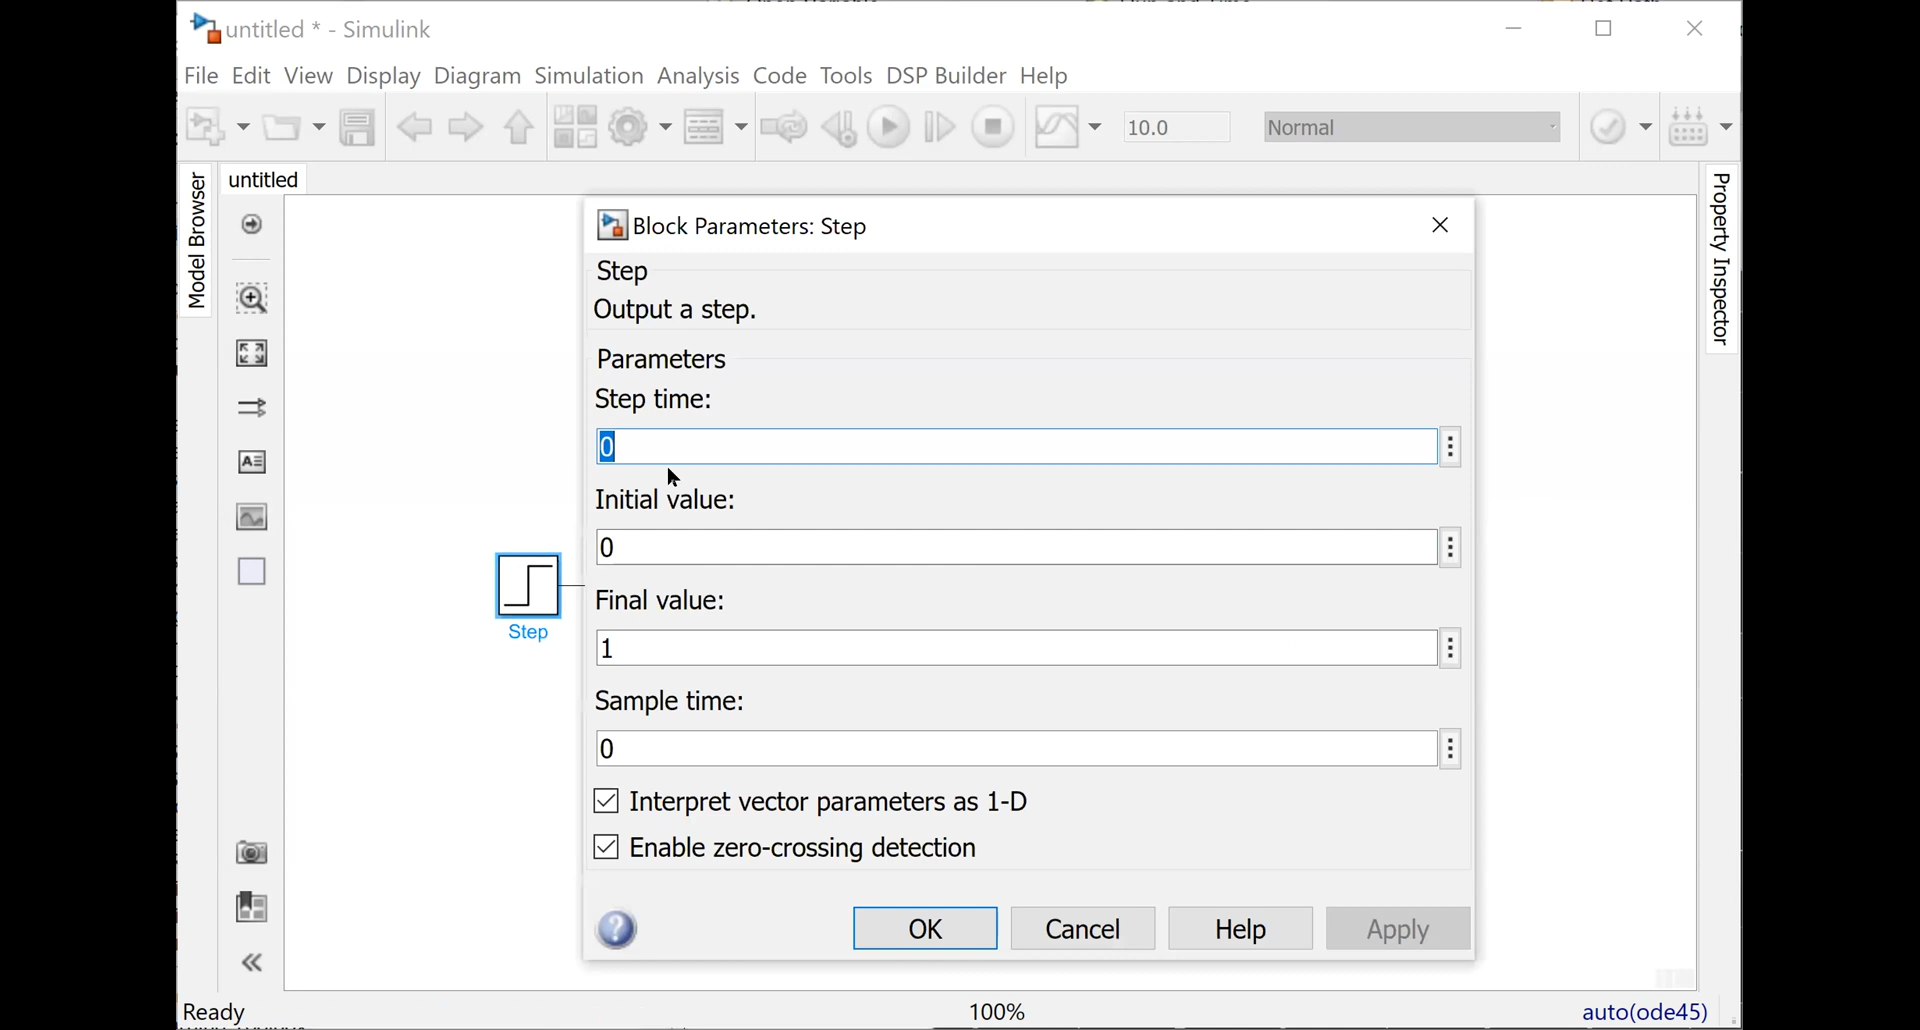 untitled * - Simulink
File Edit View Display Diagram Simulation Analysis Code Tools DSP Builder Help
10.0 Normal
Model Browser
untitled
Property Inspector
Block Parameters: Step
Step
Output a step.
Parameters
Step time:
0
Initial value:
0
Final value:
1
Sample time:
0
Interpret vector parameters as 1-D
Enable zero-crossing detection
OK Cancel Help Apply
Step
Ready 100% auto(ode45)